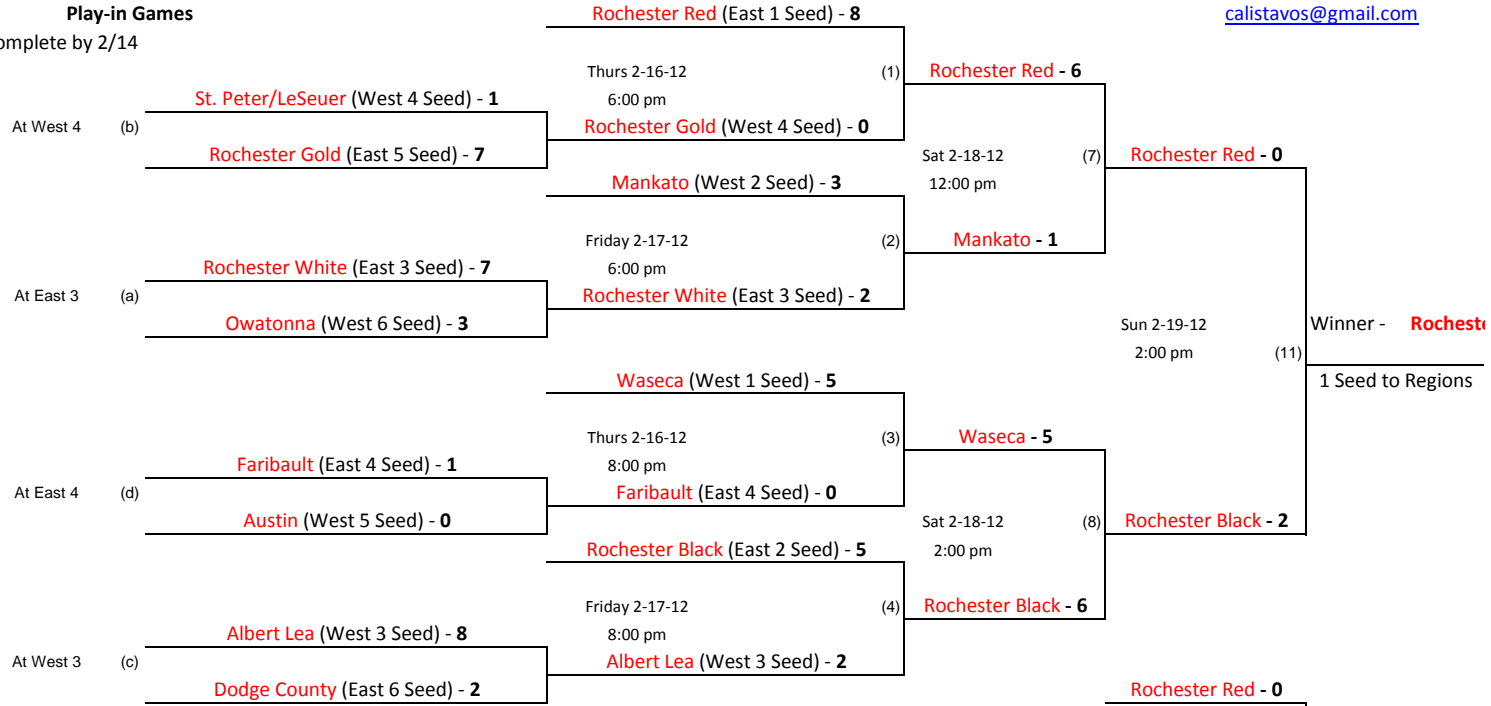 Play-in Games
Rochester Red (East 1 Seed) - 8
calistavos@gmail.com
omplete by 2/14
Thurs 2-16-12
(1)
Rochester Red - 6
St. Peter/LeSeuer (West 4 Seed) - 1
6:00 pm
At West 4 (b)
Rochester Gold (West 4 Seed) - 0
Rochester Gold (East 5 Seed) - 7
Sat 2-18-12
(7)
Rochester Red - 0
Mankato (West 2 Seed) - 3
12:00 pm
Friday 2-17-12
(2)
Mankato - 1
Rochester White (East 3 Seed) - 7
6:00 pm
At East 3 (a)
Rochester White (East 3 Seed) - 2
Owatonna (West 6 Seed) - 3
Sun 2-19-12
Winner - Rocheste
2:00 pm
(11)
Waseca (West 1 Seed) - 5
1 Seed to Regions
Thurs 2-16-12
(3)
Waseca - 5
Faribault (East 4 Seed) - 1
8:00 pm
At East 4 (d)
Faribault (East 4 Seed) - 0
Austin (West 5 Seed) - 0
Sat 2-18-12
(8)
Rochester Black - 2
Rochester Black (East 2 Seed) - 5
2:00 pm
Friday 2-17-12
(4)
Rochester Black - 6
Albert Lea (West 3 Seed) - 8
8:00 pm
At West 3 (c)
Albert Lea (West 3 Seed) - 2
Dodge County (East 6 Seed) - 2
Rochester Red - 0